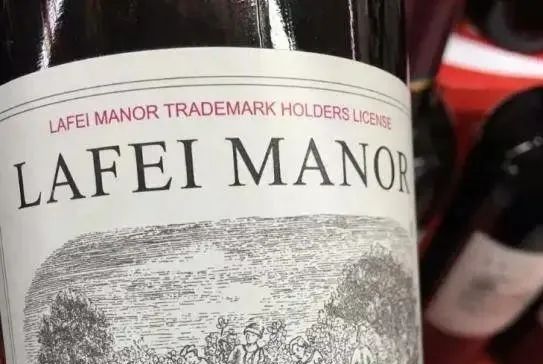 LAFEI MANOR TRADEMARK HOLDERS LICENSE
LAFEI MANOR